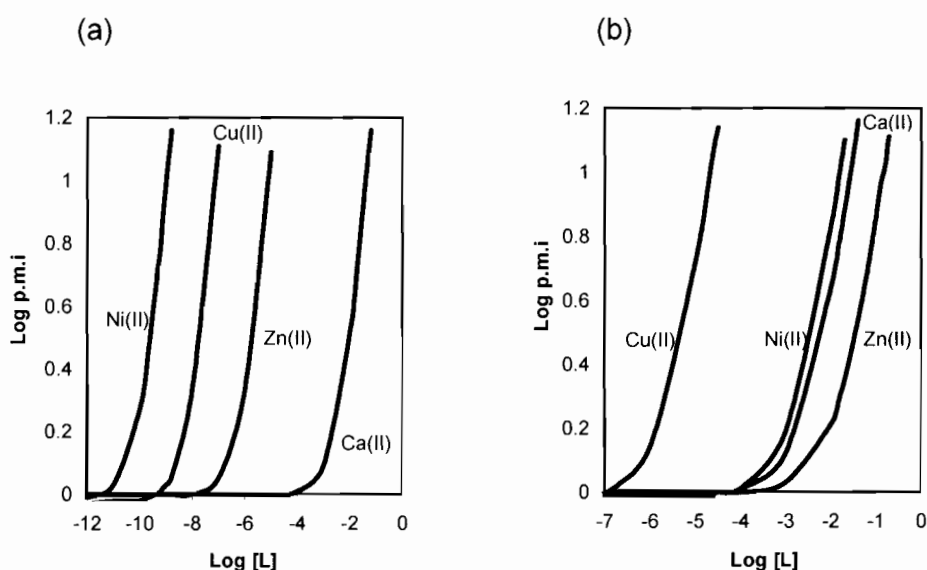 (a)
Log p.m.i
1.2
1
0.8
0.6
0.4
0.2
0
-12 -10 -8 -6 -4 -2 0
Log [L]
Cu(II)
Ni(II)
Zn(II)
Ca(II)
(b)
Log p.m.i
1.2
1
0.8
0.6
0.4
0.2
0
-7 -6 -5 -4 -3 -2 -1 0
Log [L]
Ca(II)
Cu(II)
Ni(II)
Zn(II)